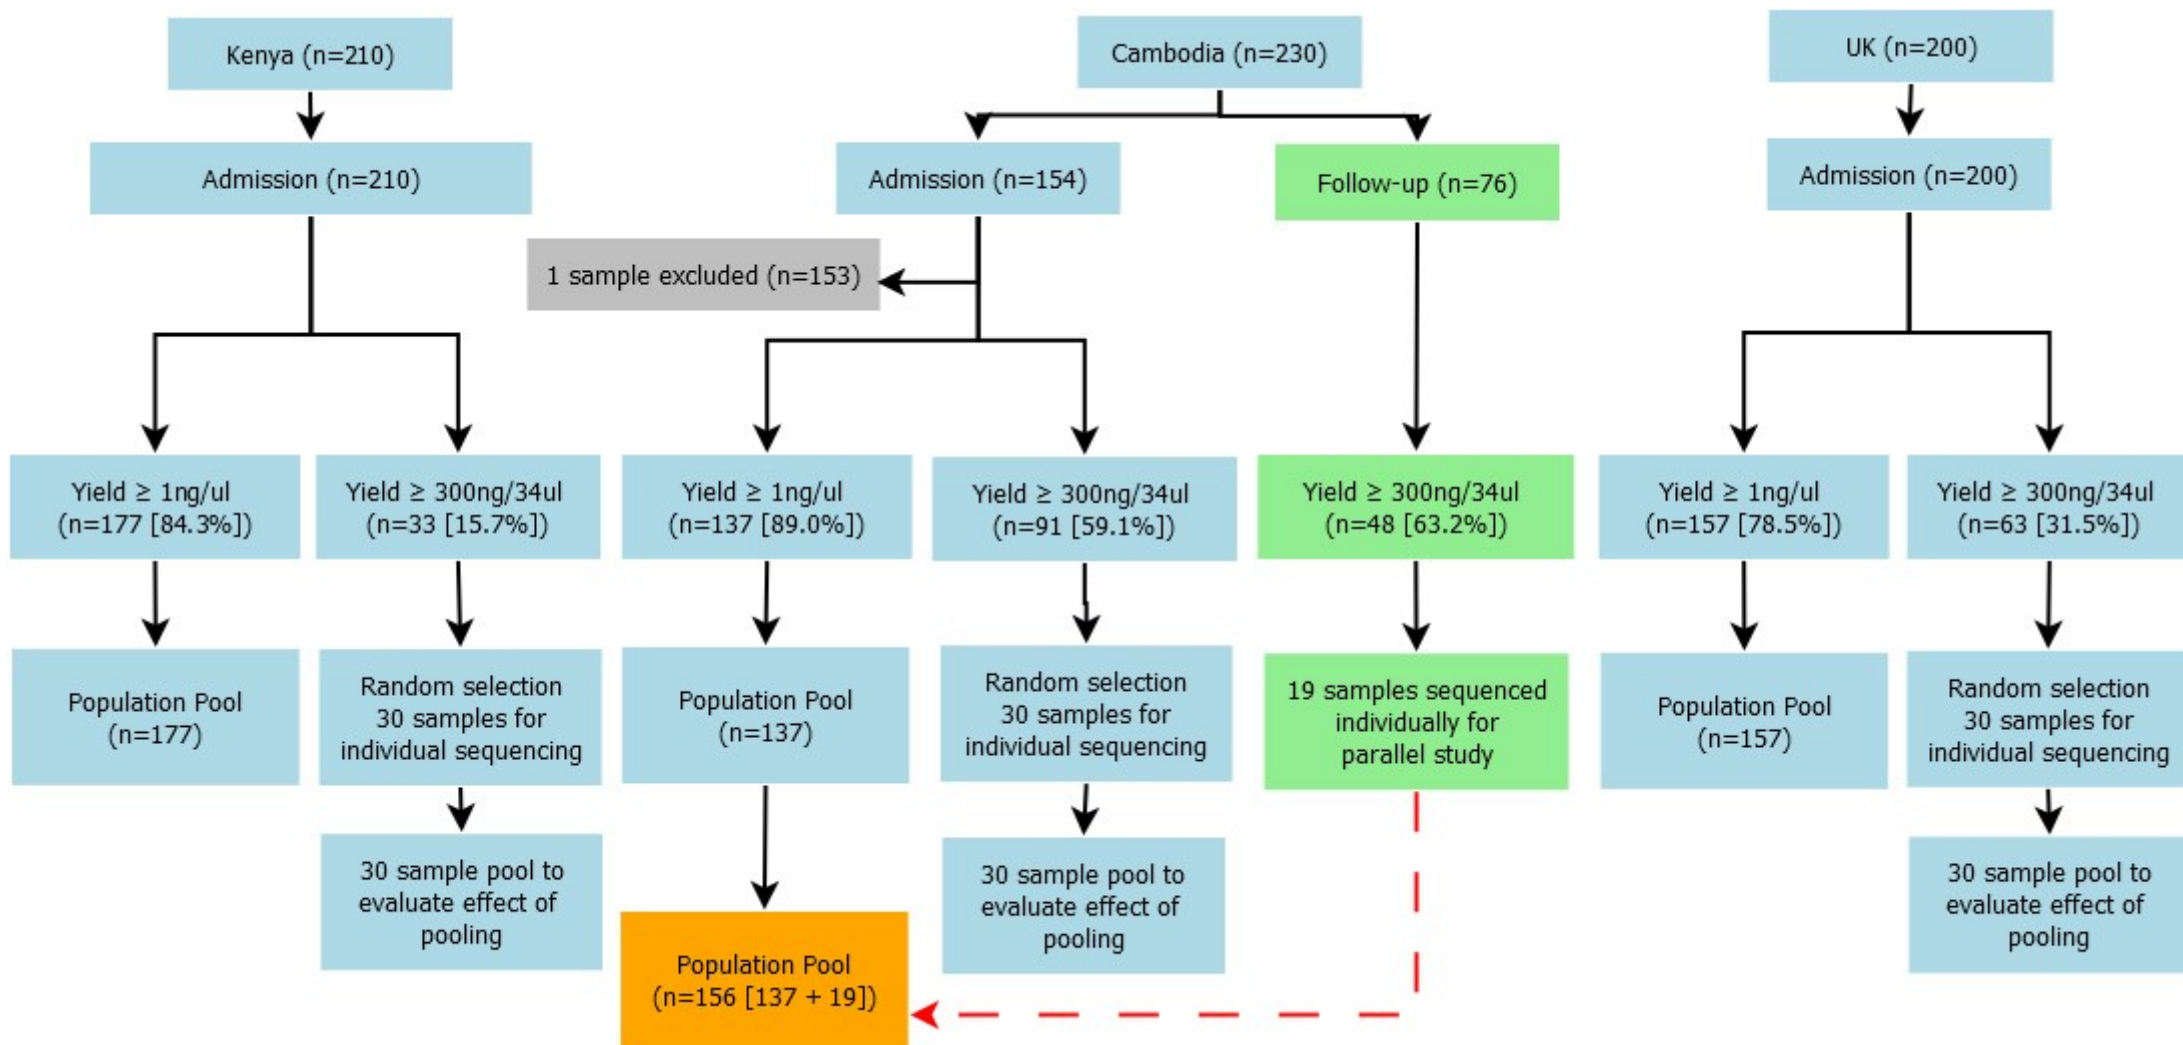 Kenya (n=210)
Cambodia (n=230)
UK (n=200)
Admission (n=210)
Admission (n=154)
Follow-up (n=76)
Admission (n=200)
1 sample excluded (n=153)
Yield ≥ 1ng/ul
(n=177 [84.3%])
Yield ≥ 300ng/34ul
(n=33 [15.7%])
Yield ≥ 1ng/ul
(n=137 [89.0%])
Yield ≥ 300ng/34ul
(n=91 [59.1%])
Yield ≥ 300ng/34ul
(n=48 [63.2%])
Yield ≥ 1ng/ul
(n=157 [78.5%])
Yield ≥ 300ng/34ul
(n=63 [31.5%])
Population Pool
(n=177)
Random selection
30 samples for
individual sequencing
Population Pool
(n=137)
Random selection
30 samples for
individual sequencing
19 samples sequenced
individually for
parallel study
Population Pool
(n=157)
Random selection
30 samples for
individual sequencing
30 sample pool to
evaluate effect of
pooling
Population Pool
(n=156 [137 + 19])
30 sample pool to
evaluate effect of
pooling
30 sample pool to
evaluate effect of
pooling